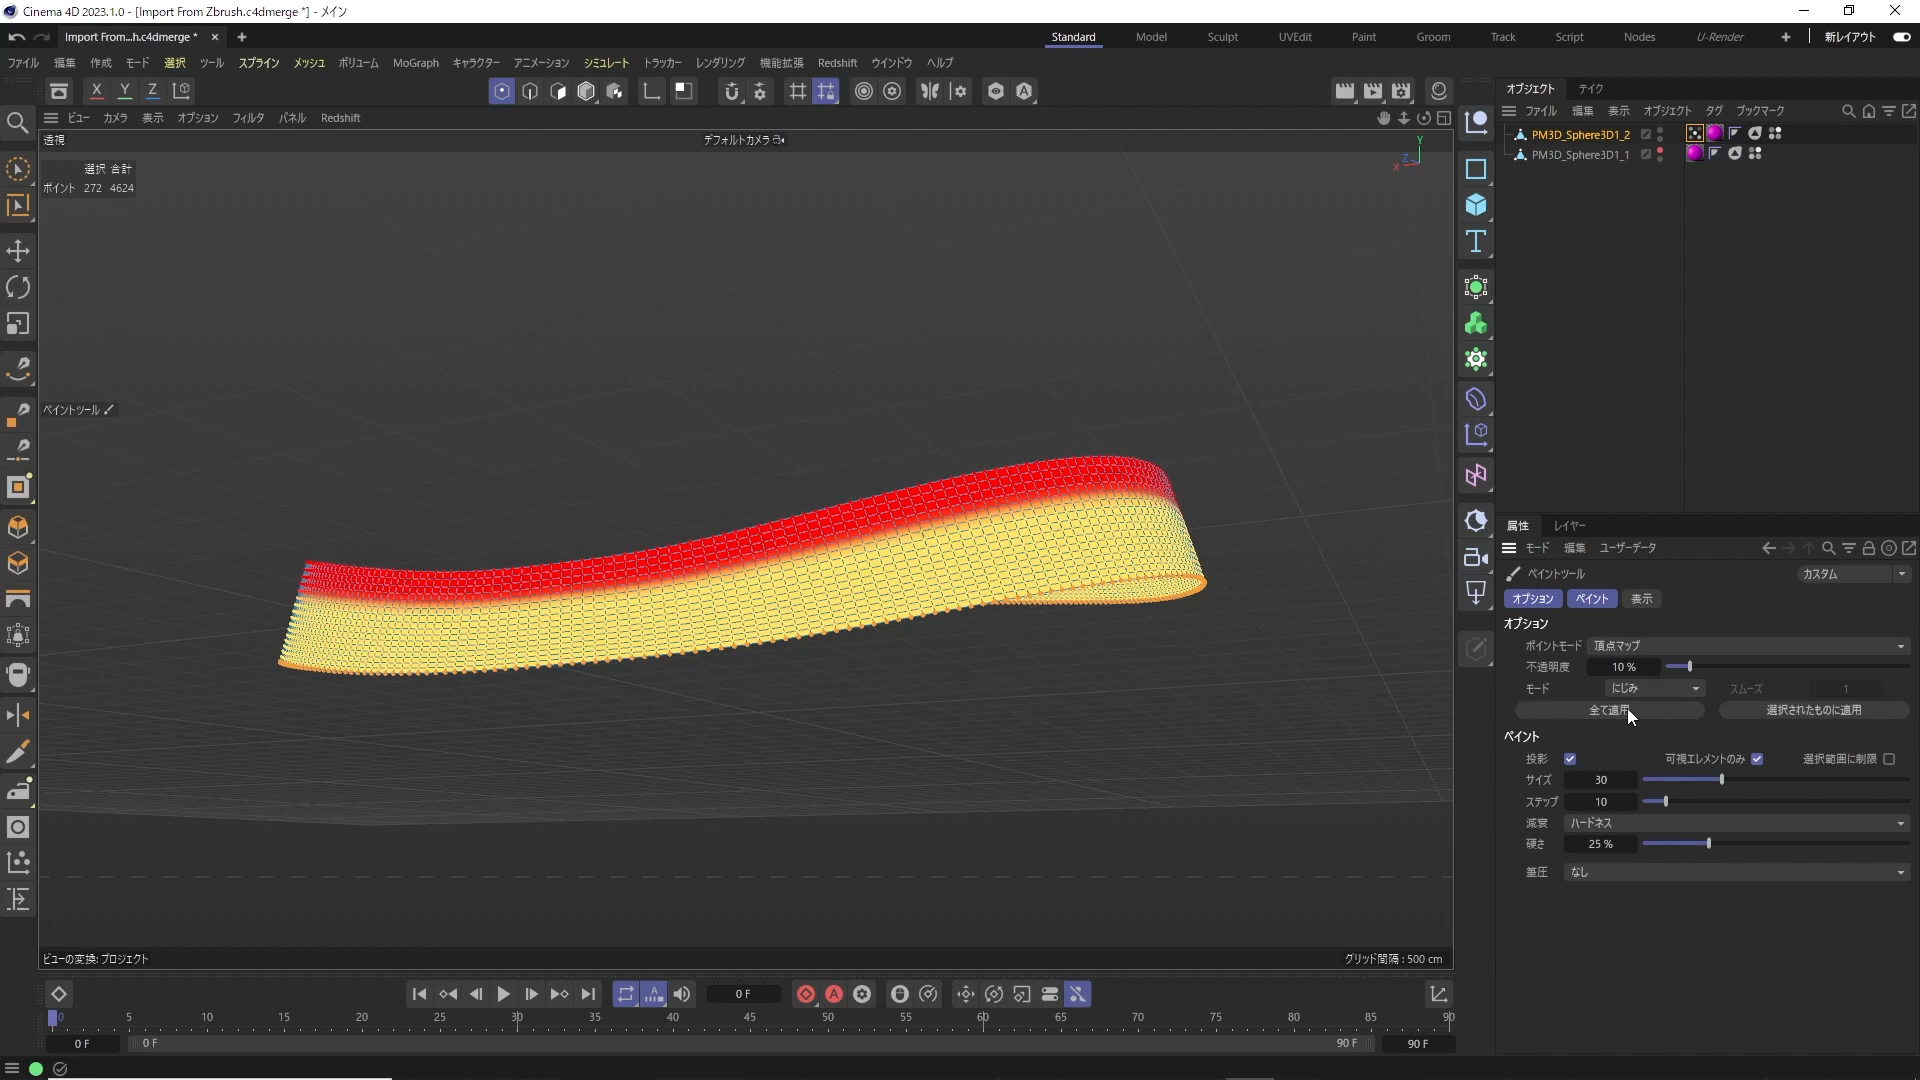 Cinema 4D 2023.1.0 - [Import From Zbrush.c4dmerge *] - メイン
Import From...h.c4dmerge *
Standard Model Sculpt UVEdit Paint Groom Track Script Nodes U-Render 新レイアウト
ファイル 編集 作成 モード 選択 ツール スプライン メッシュ ボリューム MoGraph キャラクター アニメーション シミュレート トラッカー レンダリング 機能拡張 Redshift ウインドウ ヘルプ
X Y Z
ビュー カメラ 表示 オプション フィルタ パネル Redshift
透視
デフォルトカメラ
選択 合計
ポイント 272 4624
Y
Z
X
ペイントツール
ビューの変換: プロジェクト
グリッド間隔 : 500 cm
オブジェクト テイク
ファイル 編集 表示 オブジェクト タグ ブックマーク
PM3D_Sphere3D1_2
PM3D_Sphere3D1_1
属性 レイヤー
モード 編集 ユーザーデータ
ペイントツール カスタム
オプション ペイント 表示
オプション
ポイントモード 頂点マップ
不透明度 10 %
モード にじみ スムーズ 1
全て適用 選択されたものに適用
ペイント
投影 可視エレメントのみ 選択範囲に制限
サイズ 30
ステップ 10
減衰 ハードネス
硬さ 25 %
筆圧 なし
0 F
0 5 10 15 20 25 30 35 40 45 50 55 60 65 70 75 80 85 90
0 F 0 F 90 F 90 F